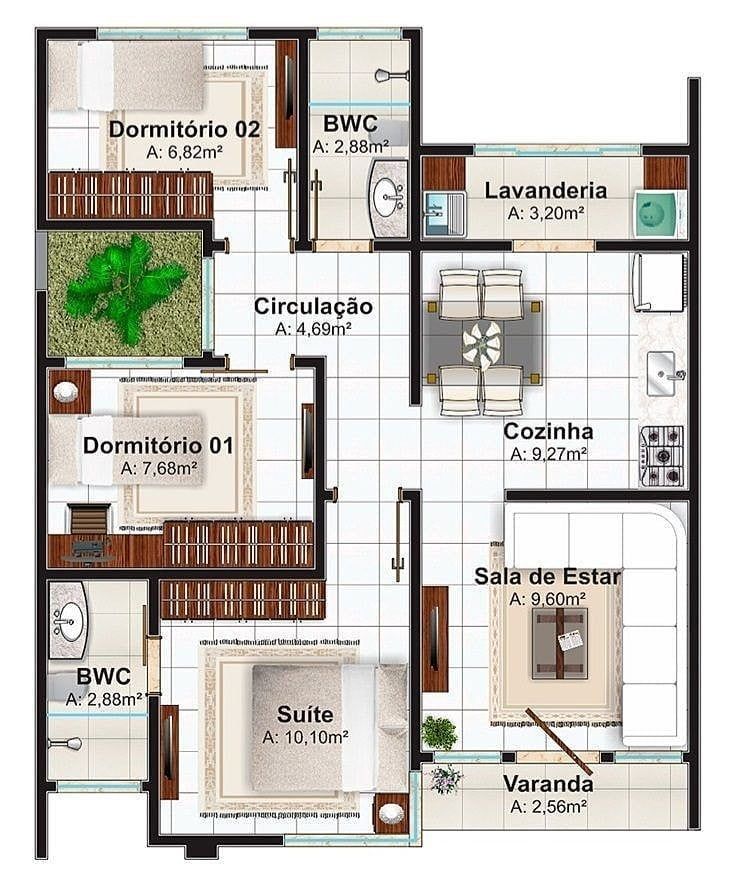 Dormitório 02
A: 6,82m²
BWC
A: 2,88m²
Lavanderia
A: 3,20m²
Circulação
A: 4,69m²
Dormitório 01
A: 7,68m²
Cozinha
A: 9,27m²
Sala de Estar
A: 9,60m²
BWC
A: 2,88m²
Suíte
A: 10,10m²
Varanda
A: 2,56m²